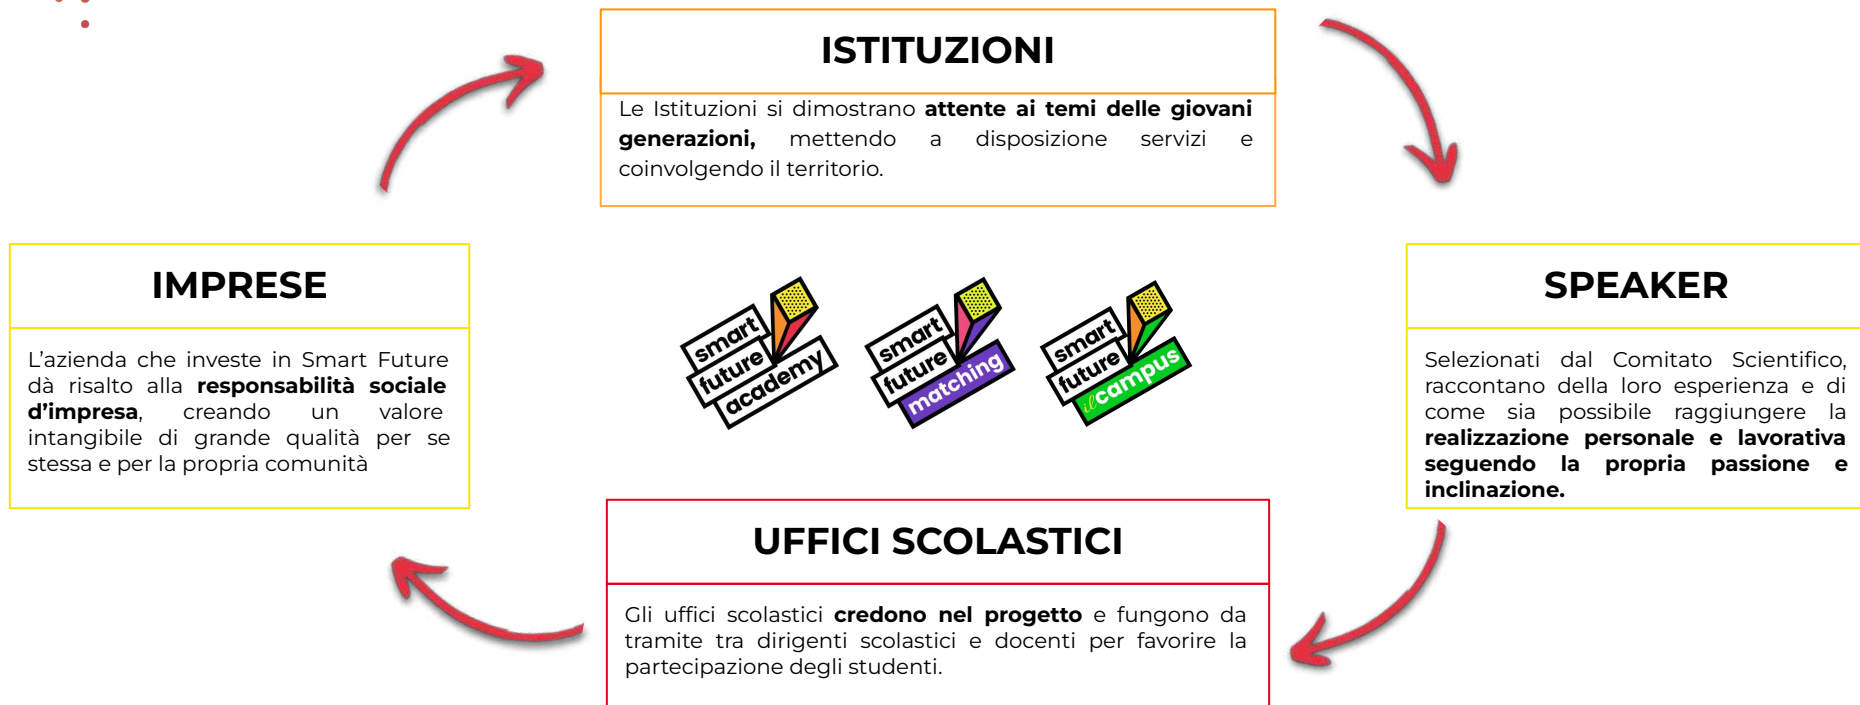 ISTITUZIONI
Le Istituzioni si dimostrano attente ai temi delle giovani
generazioni, mettendo a disposizione servizi e
coinvolgendo il territorio.
IMPRESE
L’azienda che investe in Smart Future
dà risalto alla responsabilità sociale
d’impresa, creando un valore
intangibile di grande qualità per se
stessa e per la propria comunità
smart
future
academy
smart
future
matching
smart
future
il campus
SPEAKER
Selezionati dal Comitato Scientifico,
raccontano della loro esperienza e di
come sia possibile raggiungere la
realizzazione personale e lavorativa
seguendo la propria passione e
inclinazione.
UFFICI SCOLASTICI
Gli uffici scolastici credono nel progetto e fungono da
tramite tra dirigenti scolastici e docenti per favorire la
partecipazione degli studenti.